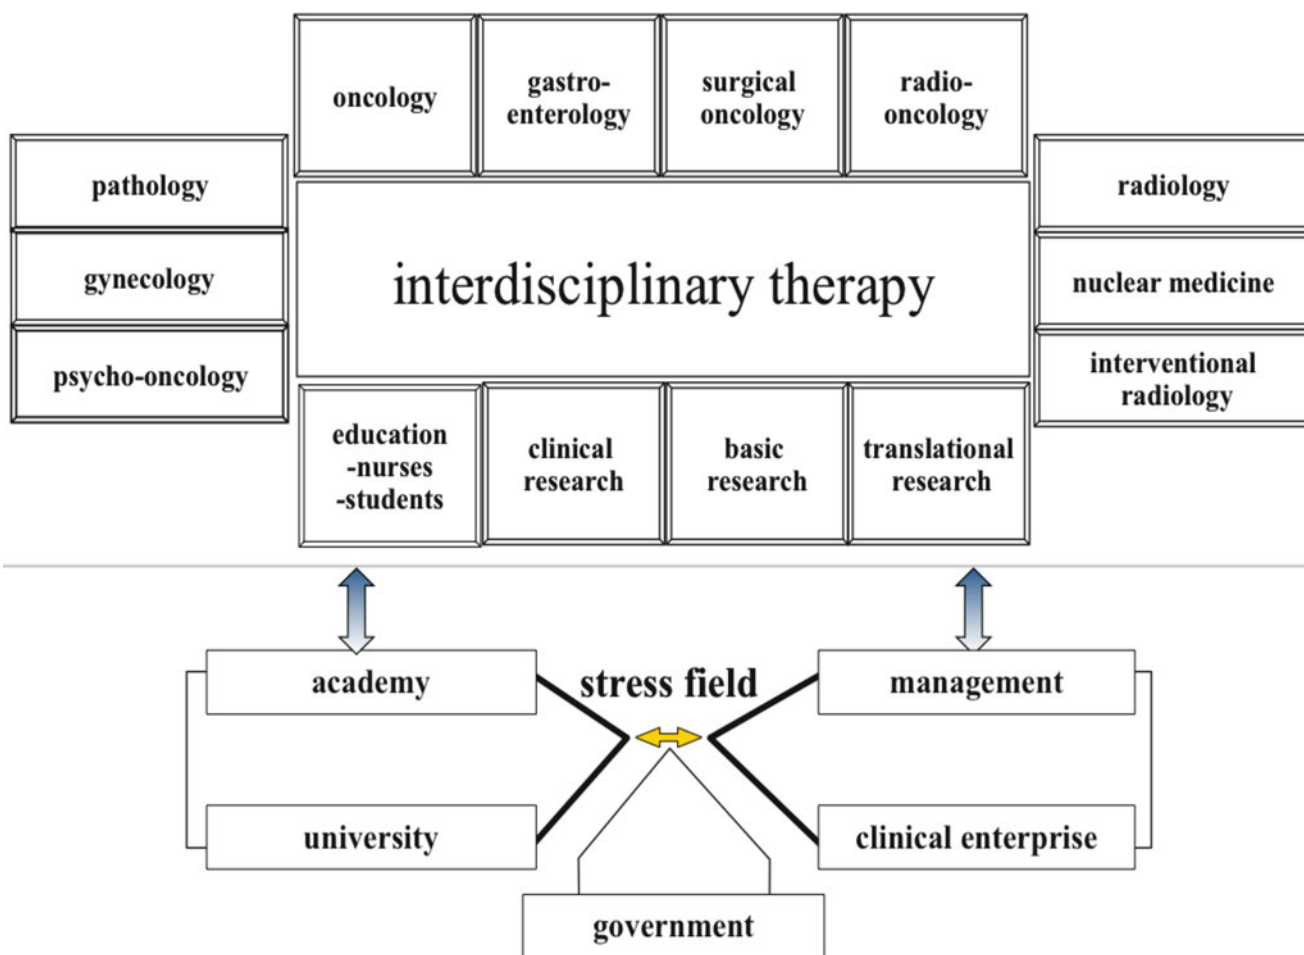 oncology
gastro-
enterology
surgical
oncology
radio-
oncology
pathology
gynecology
psycho-oncology
interdisciplinary therapy
radiology
nuclear medicine
interventional
radiology
education
-nurses
-students
clinical
research
basic
research
translational
research
academy
stress field
management
university
clinical enterprise
government